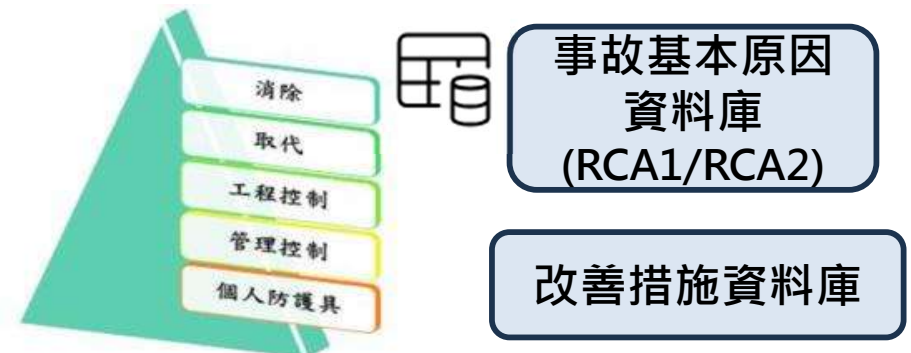 消除
取代
工程控制
管理控制
個人防護具
事故基本原因
資料庫
(RCA1/RCA2)
改善措施資料庫